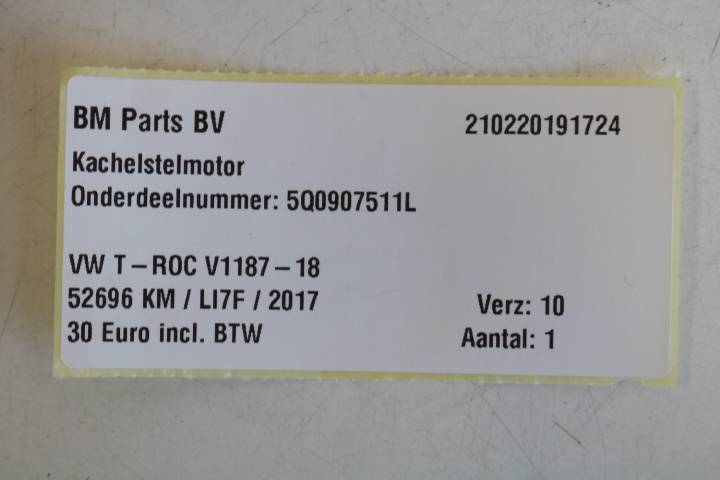 BM Parts BV 210220191724
Kachelstelmotor
Onderdeelnummer: 5Q0907511L
VW T-ROC V1187-18
52696 KM / LI7F / 2017 Verz: 10
30 Euro incl. BTW Aantal: 1